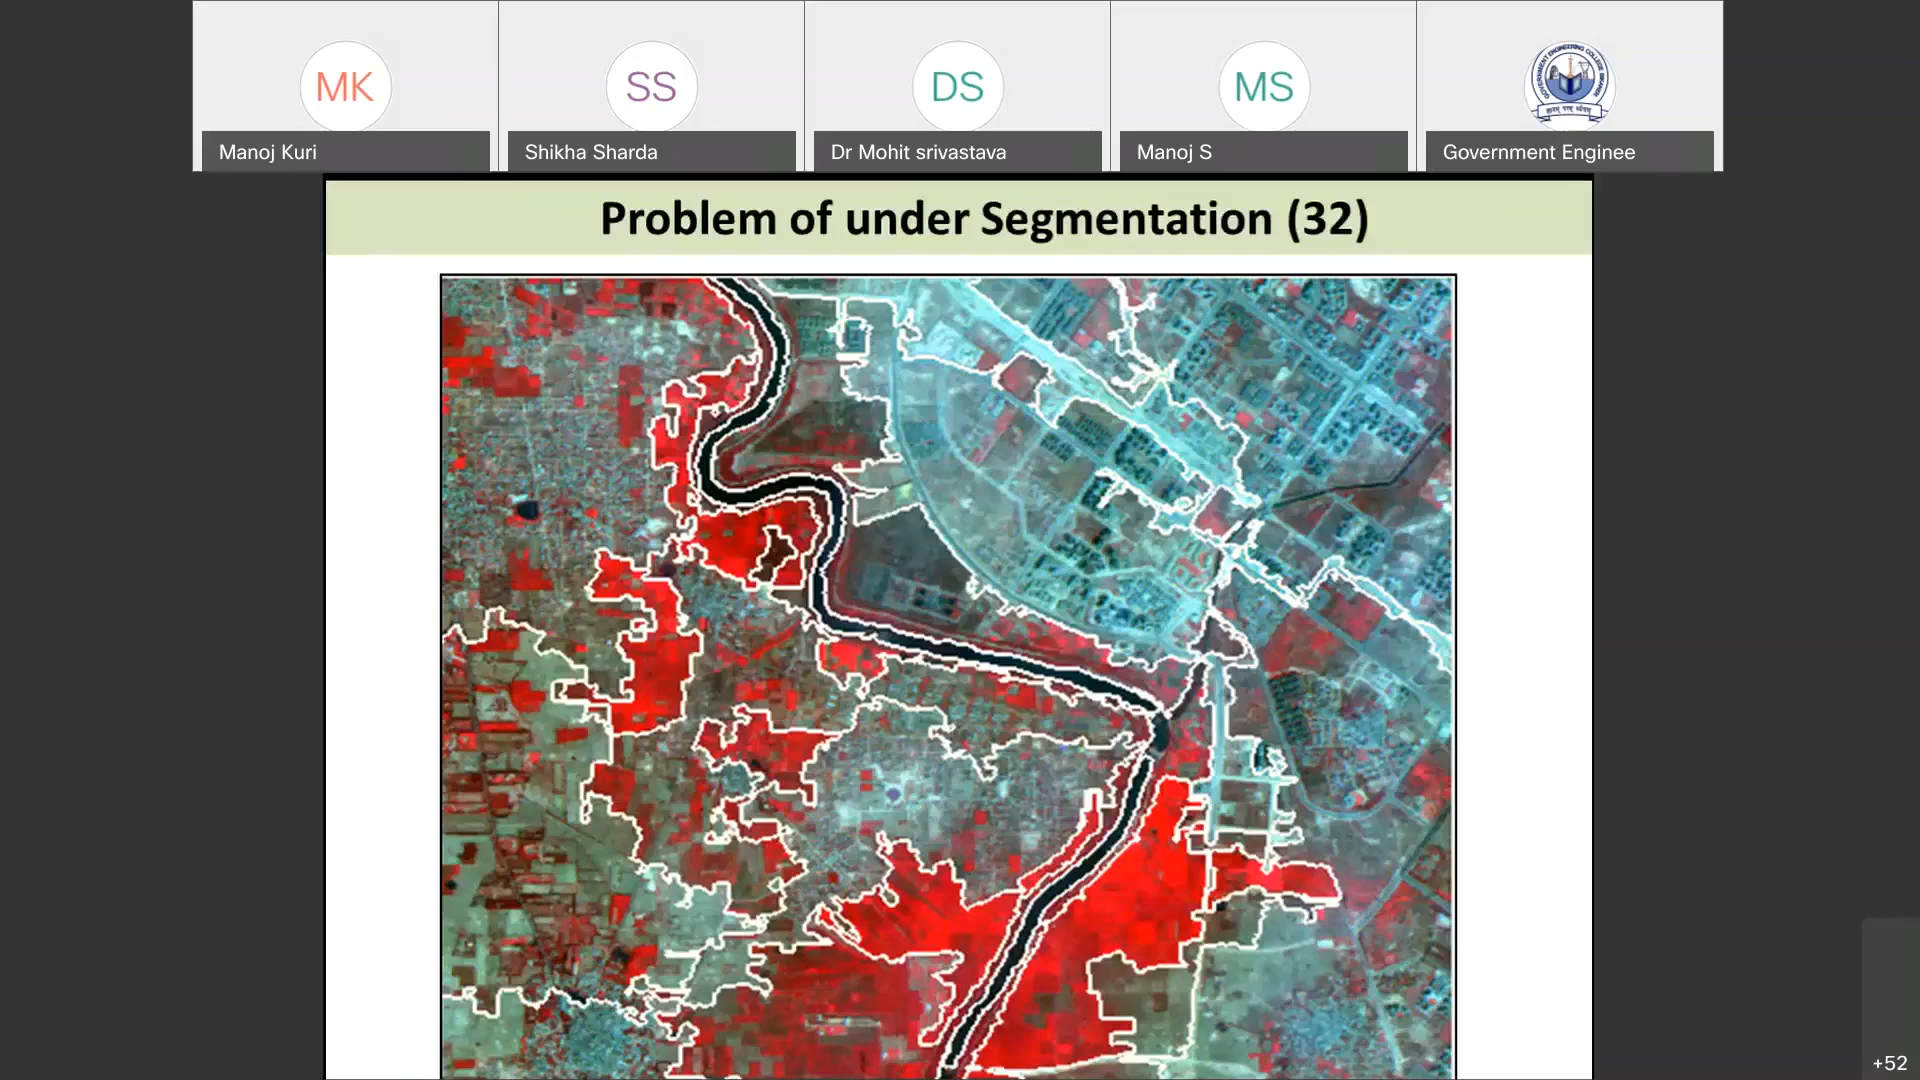 MK
SS
DS
MS
Manoj Kuri
Shikha Sharda
Dr Mohit srivastava
Manoj S
Government Enginee
Problem of under Segmentation (32)
+52